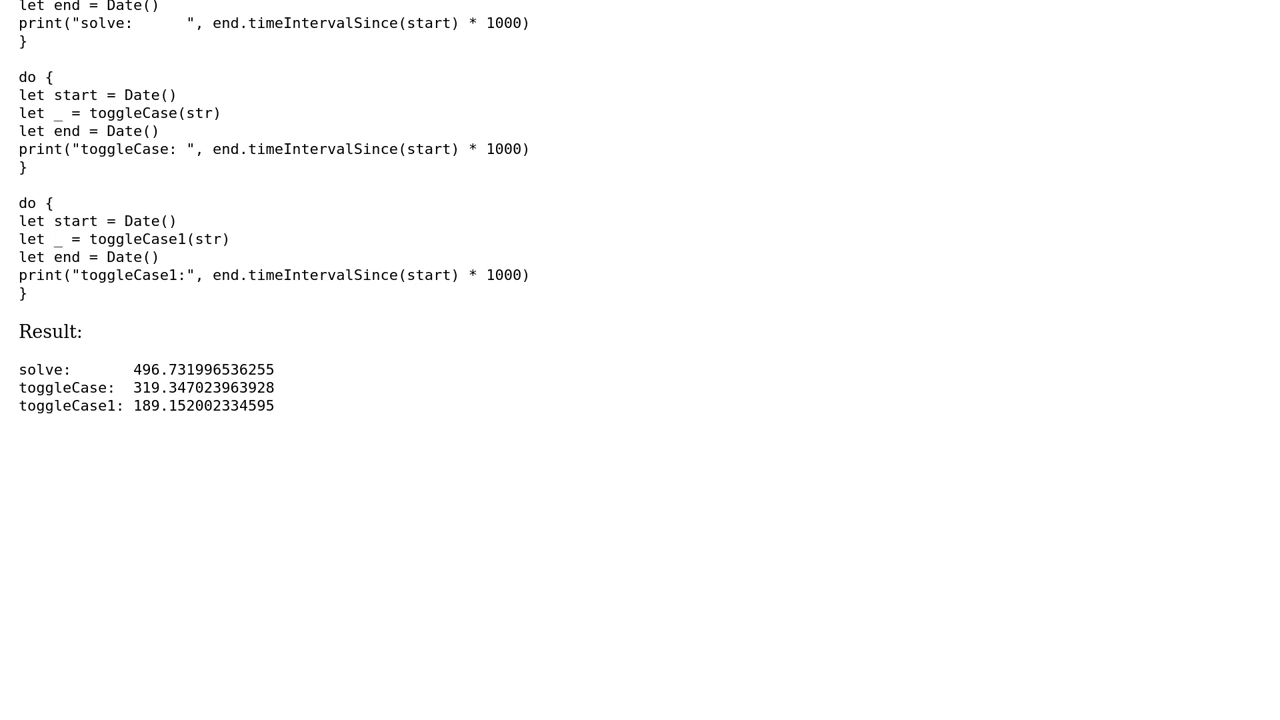 let end = Date()
print("solve:      ", end.timeIntervalSince(start) * 1000)
}

do {
let start = Date()
let _ = toggleCase(str)
let end = Date()
print("toggleCase: ", end.timeIntervalSince(start) * 1000)
}

do {
let start = Date()
let _ = toggleCase1(str)
let end = Date()
print("toggleCase1:", end.timeIntervalSince(start) * 1000)
}

Result:

solve:       496.731996536255
toggleCase:  319.347023963928
toggleCase1: 189.152002334595